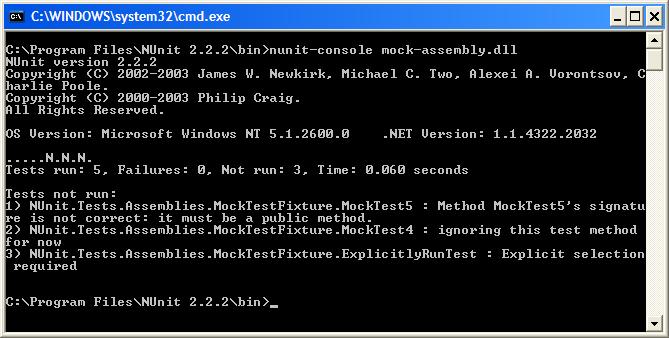 C:\WINDOWS\system32\cmd.exe
C:\Program Files\NUnit 2.2.2\bin>nunit-console mock-assembly.dll
NUnit version 2.2.2
Copyright (C) 2002-2003 James W. Newkirk, Michael C. Two, Alexei A. Vorontsov, C
harlie Poole.
Copyright (C) 2000-2003 Philip Craig.
All Rights Reserved.
OS Version: Microsoft Windows NT 5.1.2600.0    .NET Version: 1.1.4322.2032
.....N.N.N.
Tests run: 5, Failures: 0, Not run: 3, Time: 0.060 seconds
Tests not run:
1) NUnit.Tests.Assemblies.MockTestFixture.MockTest5 : Method MockTest5's signatu
re is not correct: it must be a public method.
2) NUnit.Tests.Assemblies.MockTestFixture.MockTest4 : ignoring this test method
for now
3) NUnit.Tests.Assemblies.MockTestFixture.ExplicitlyRunTest : Explicit selection
 required
C:\Program Files\NUnit 2.2.2\bin>_